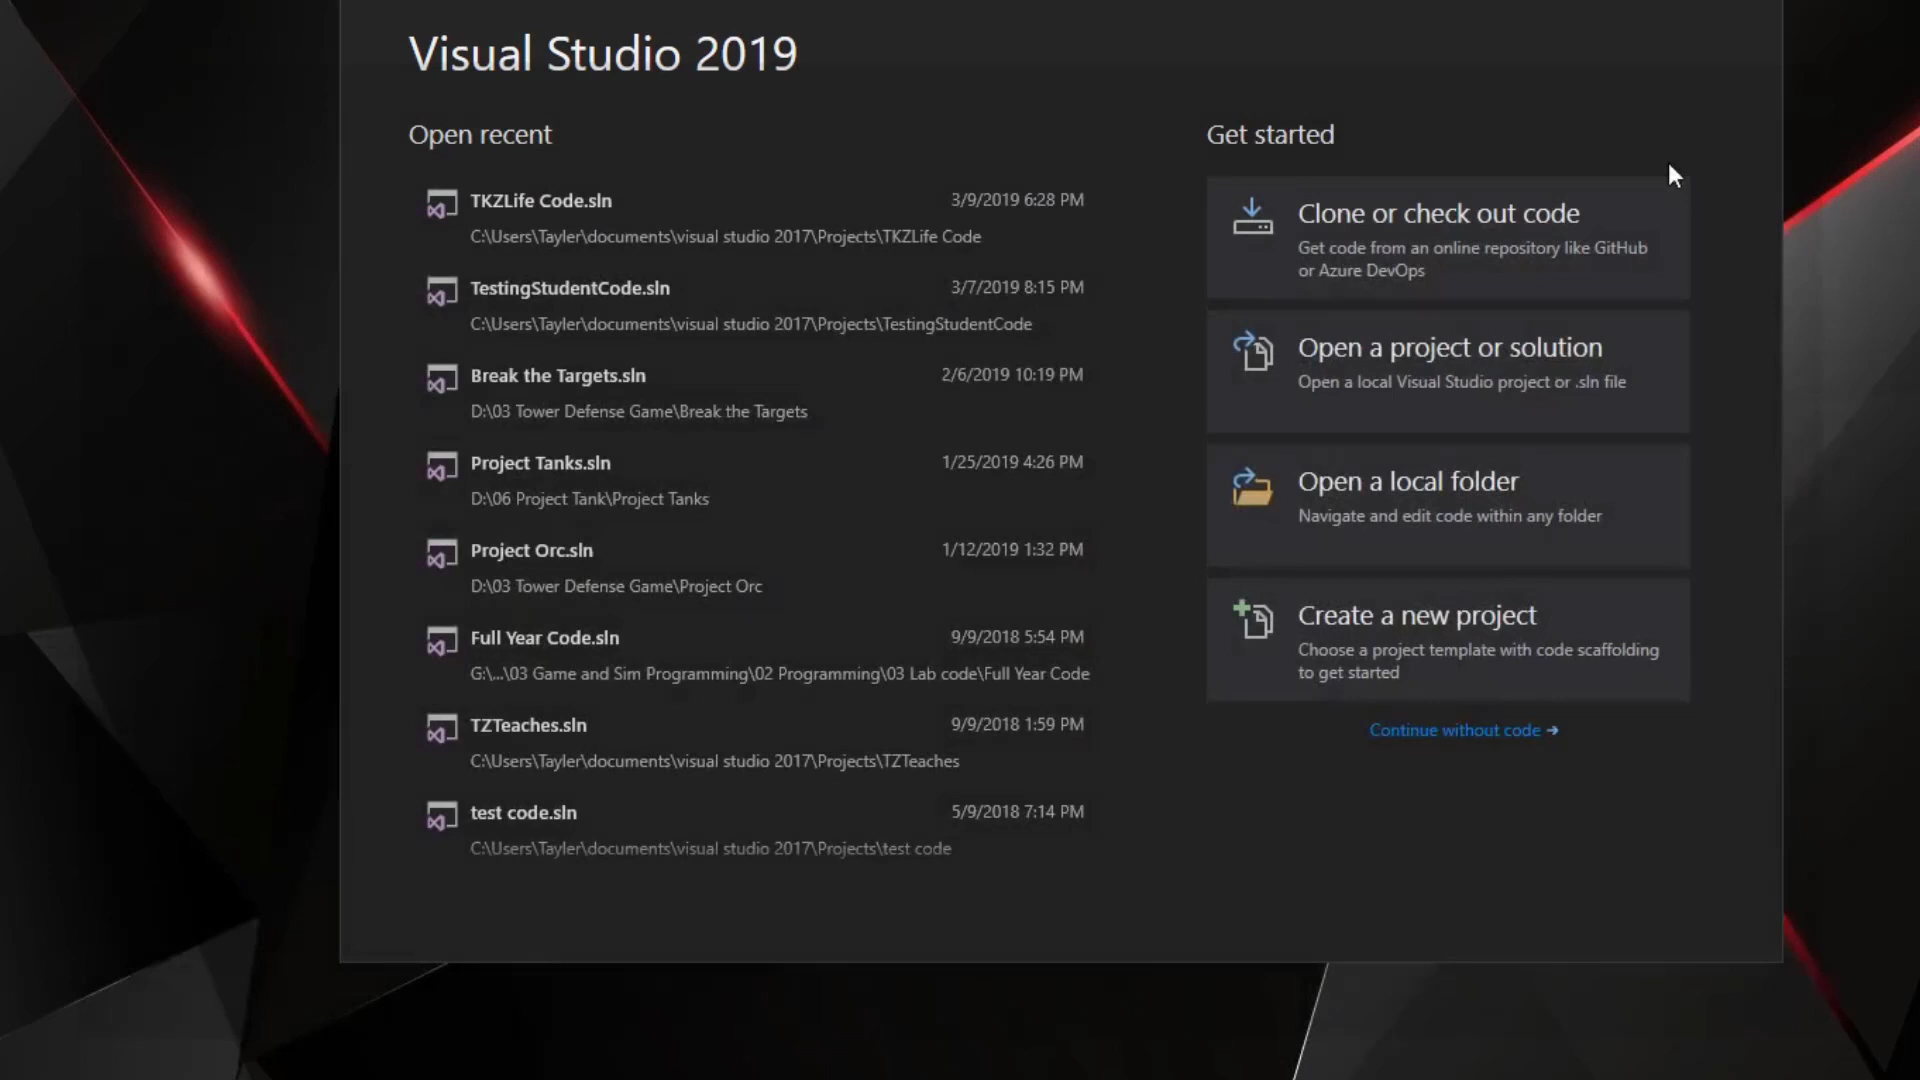 Visual Studio 2019
Open recent
TKZLife Code.sln 3/9/2019 6:28 PM
C:\Users\Tayler\documents\visual studio 2017\Projects\TKZLife Code
TestingStudentCode.sln 3/7/2019 8:15 PM
C:\Users\Tayler\documents\visual studio 2017\Projects\TestingStudentCode
Break the Targets.sln 2/6/2019 10:19 PM
D:\03 Tower Defense Game\Break the Targets
Project Tanks.sln 1/25/2019 4:26 PM
D:\06 Project Tank\Project Tanks
Project Orc.sln 1/12/2019 1:32 PM
D:\03 Tower Defense Game\Project Orc
Full Year Code.sln 9/9/2018 5:54 PM
G:\...\03 Game and Sim Programming\02 Programming\03 Lab code\Full Year Code
TZTeaches.sln 9/9/2018 1:59 PM
C:\Users\Tayler\documents\visual studio 2017\Projects\TZTeaches
test code.sln 5/9/2018 7:14 PM
C:\Users\Tayler\documents\visual studio 2017\Projects\test code
Get started
Clone or check out code
Get code from an online repository like GitHub
or Azure DevOps
Open a project or solution
Open a local Visual Studio project or .sln file
Open a local folder
Navigate and edit code within any folder
Create a new project
Choose a project template with code scaffolding
to get started
Continue without code →